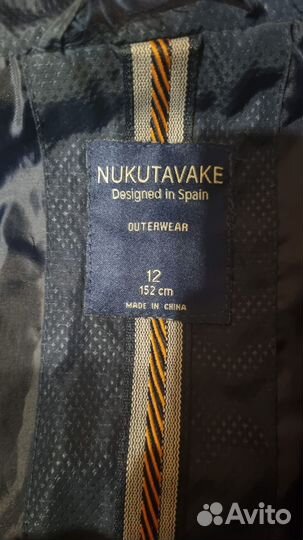 NUKUTAVAKE
Designed in Spain
OUTERWEAR
12
152 cm
MADE IN CHINA
Avito